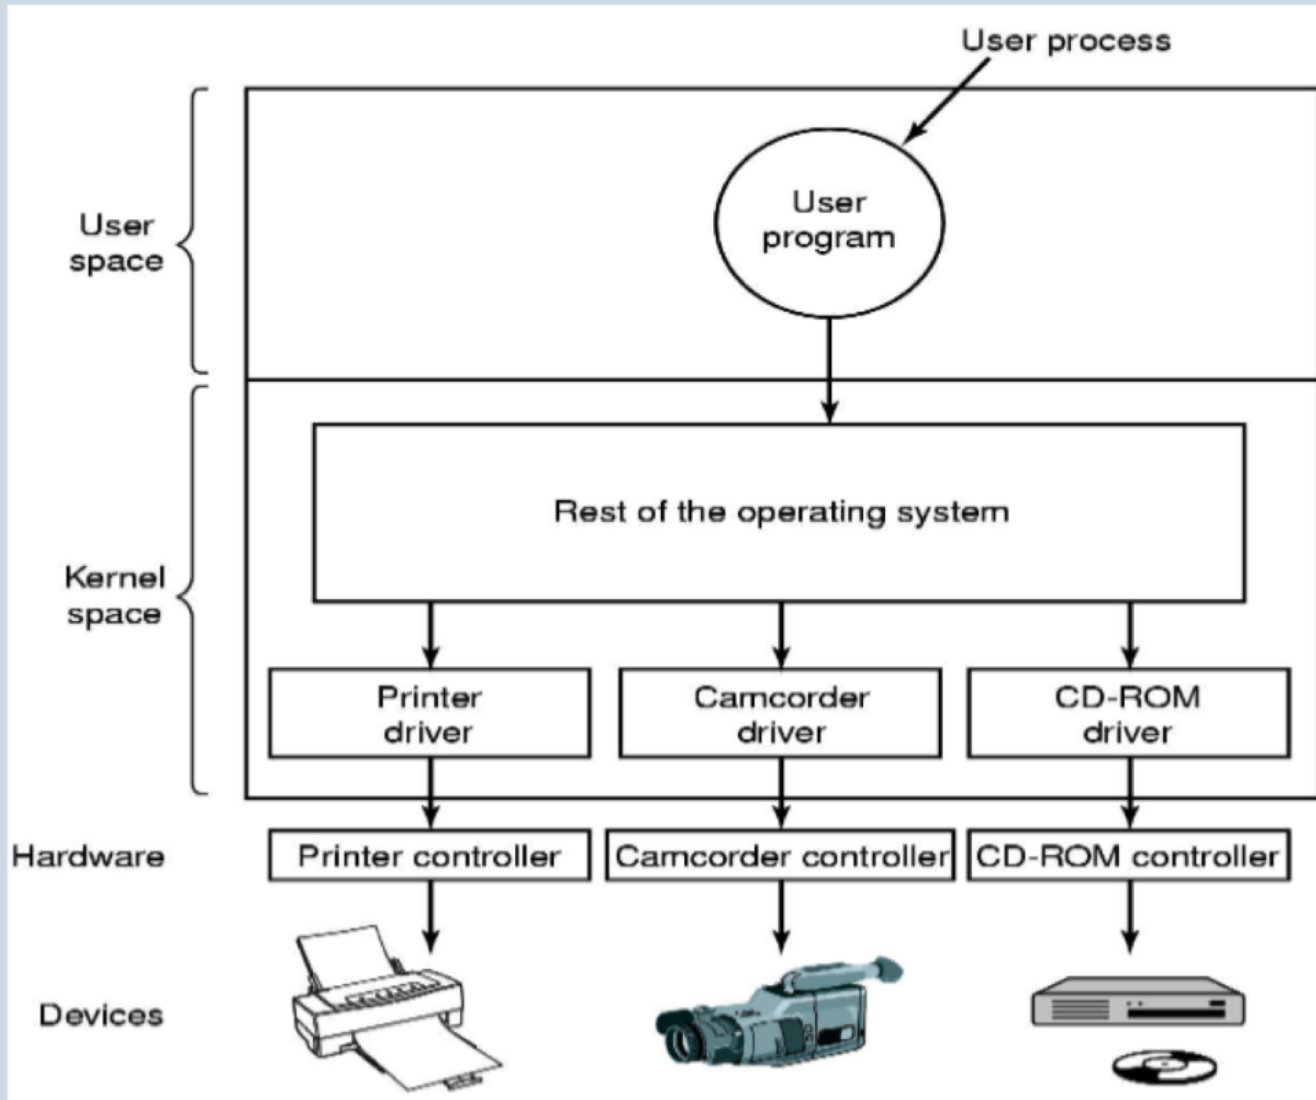 User process
User
program
User
space
Rest of the operating system
Kernel
space
Printer
driver
Camcorder
driver
CD-ROM
driver
Hardware
Printer controller
Camcorder controller
CD-ROM controller
Devices